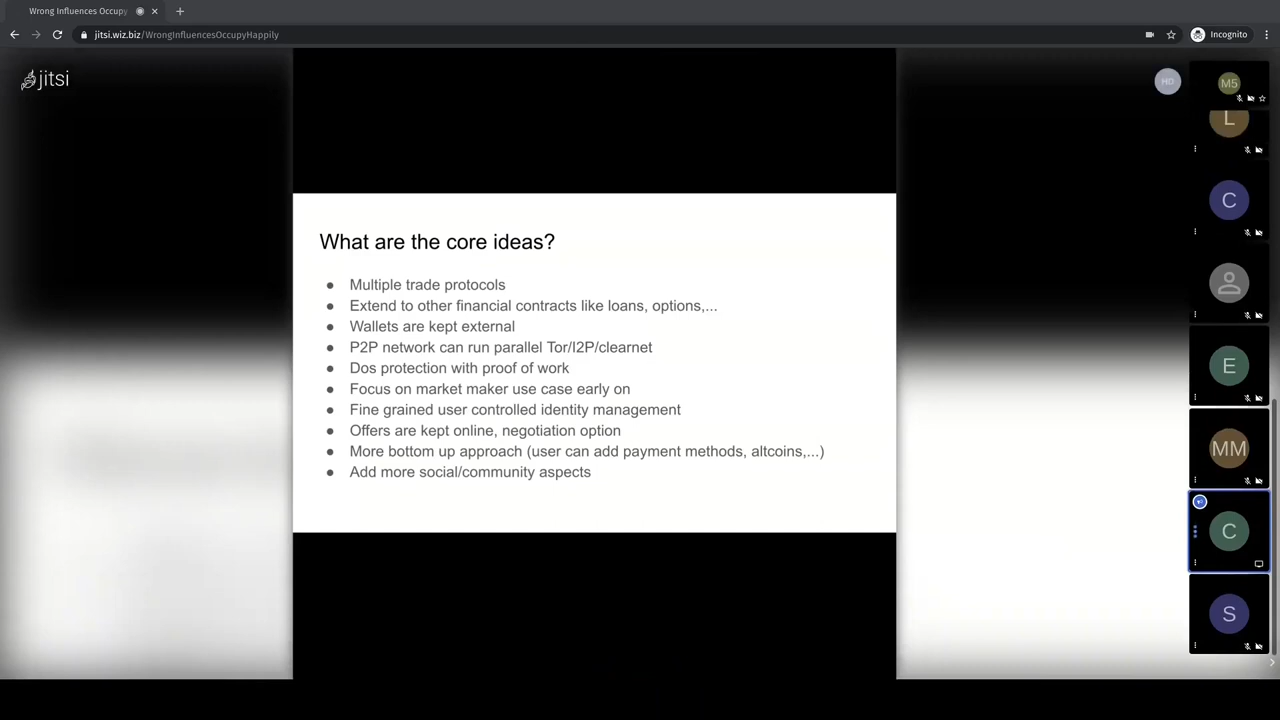 Wrong Influences Occupy
jitsi.wiz.biz/WrongInfluencesOccupyHappily
Incognito
jitsi
HO
M5
L
C
What are the core ideas?
● Multiple trade protocols
● Extend to other financial contracts like loans, options,...
● Wallets are kept external
● P2P network can run parallel Tor/I2P/clearnet
● Dos protection with proof of work
● Focus on market maker use case early on
● Fine grained user controlled identity management
● Offers are kept online, negotiation option
● More bottom up approach (user can add payment methods, altcoins,...)
● Add more social/community aspects
E
MM
C
S